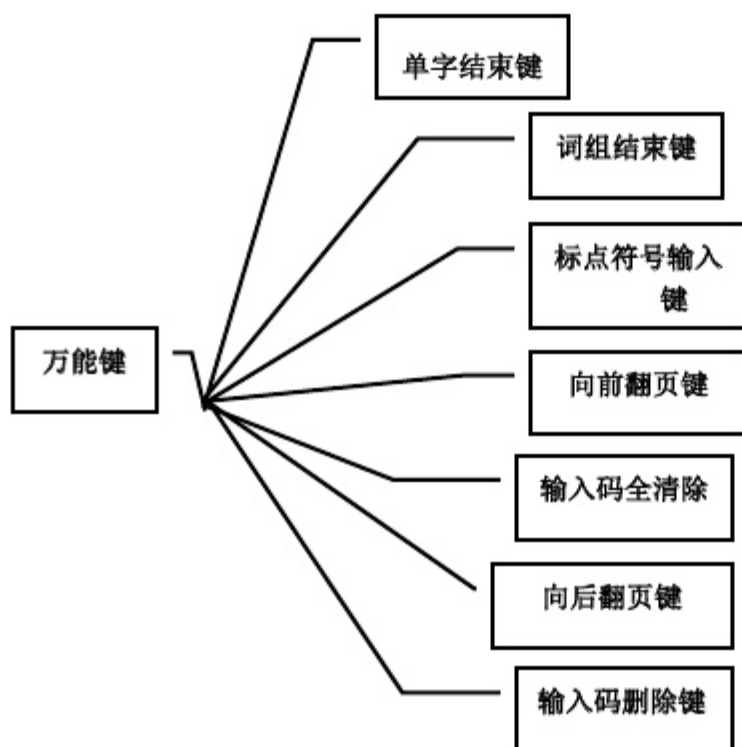 单字结束键
词组结束键
标点符号输入
键
万能键
向前翻页键
输入码全清除
向后翻页键
输入码删除键